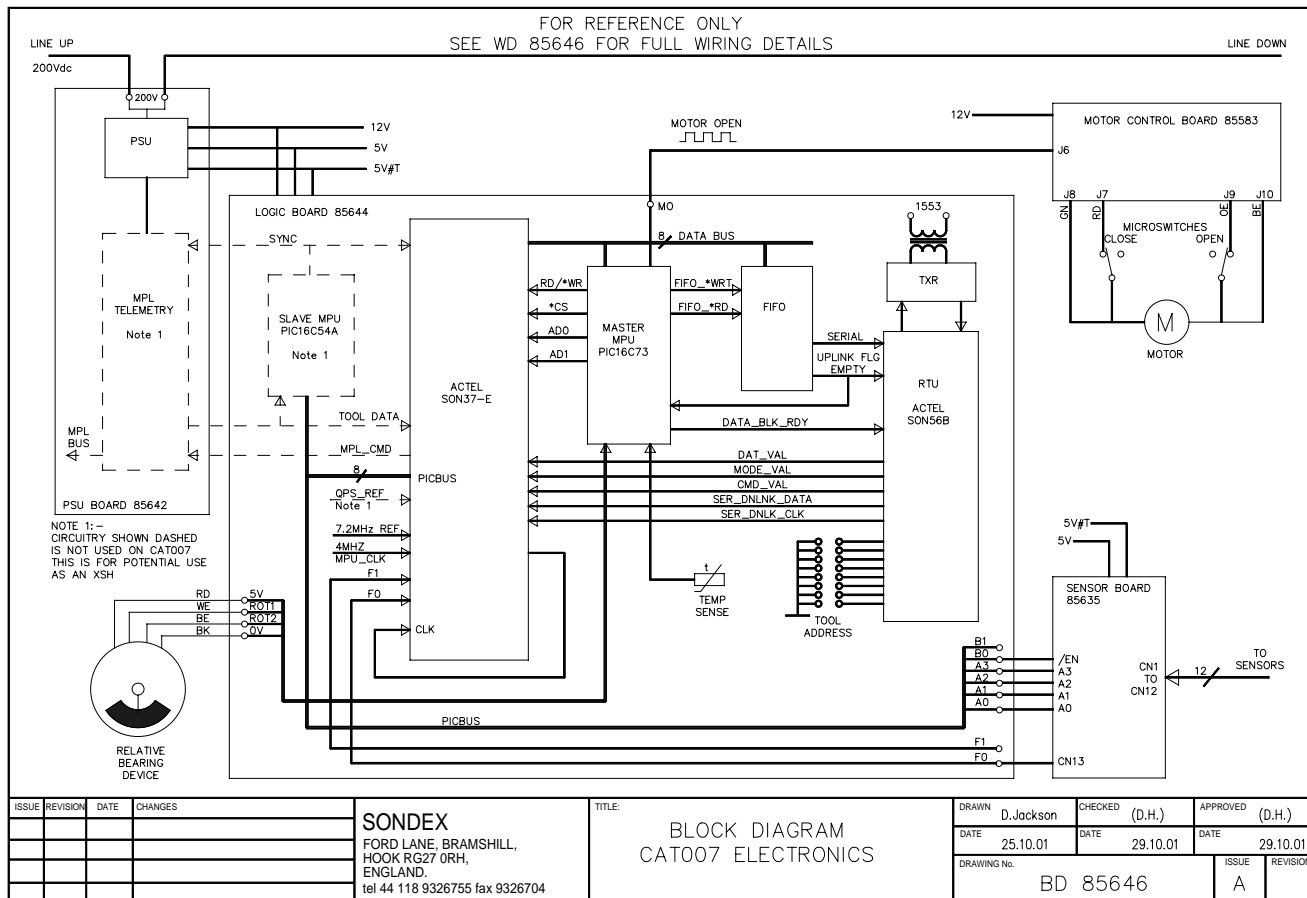 FOR REFERENCE ONLY
SEE WD 85646 FOR FULL WIRING DETAILS
LINE UP
200Vdc
LINE DOWN
200V
PSU
12V
5V
5V#T
MOTOR OPEN
12V
MOTOR CONTROL BOARD 85583
J6
J8
J7
J9
J10
GN
RD
OE
BE
MICROSWITCHES
CLOSE
OPEN
M
MOTOR
LOGIC BOARD 85644
MO
SYNC
8
DATA BUS
1553
TXR
MPL
TELEMETRY
Note 1
SLAVE MPU
PIC16C54A
Note 1
RD/*WR
*CS
AD0
AD1
MASTER
MPU
PIC16C73
FIFO_*WRT
FIFO_*RD
FIFO
SERIAL
UPLINK FLG
EMPTY
RTU
ACTEL
SON56B
ACTEL
SON37-E
TOOL DATA
MPL_CMD
MPL
BUS
8
PICBUS
DATA_BLK_RDY
DAT_VAL
MODE_VAL
CMD_VAL
SER_DNLNK_DATA
SER_DNLK_CLK
QPS_REF
Note 1
7.2MHz REF
4MHZ
MPU_CLK
F1
F0
CLK
PSU BOARD 85642
NOTE 1:-
CIRCUITRY SHOWN DASHED
IS NOT USED ON CAT007
THIS IS FOR POTENTIAL USE
AS AN XSH
t
TEMP
SENSE
TOOL
ADDRESS
5V#T
5V
SENSOR BOARD
85635
RD
WE
BE
BK
5V
ROT1
ROT2
0V
B1
B0
A3
A2
A1
A0
/EN
A3
A2
A1
A0
CN1
TO
CN12
12
TO
SENSORS
PICBUS
F1
F0
CN13
RELATIVE
BEARING
DEVICE
ISSUE REVISION DATE CHANGES
SONDEX
FORD LANE, BRAMSHILL,
HOOK RG27 0RH,
ENGLAND.
tel 44 118 9326755 fax 9326704
TITLE:
BLOCK DIAGRAM
CAT007 ELECTRONICS
DRAWN D.Jackson
CHECKED (D.H.)
APPROVED (D.H.)
DATE 25.10.01
DATE 29.10.01
DATE 29.10.01
DRAWING No. BD 85646
ISSUE A
REVISION